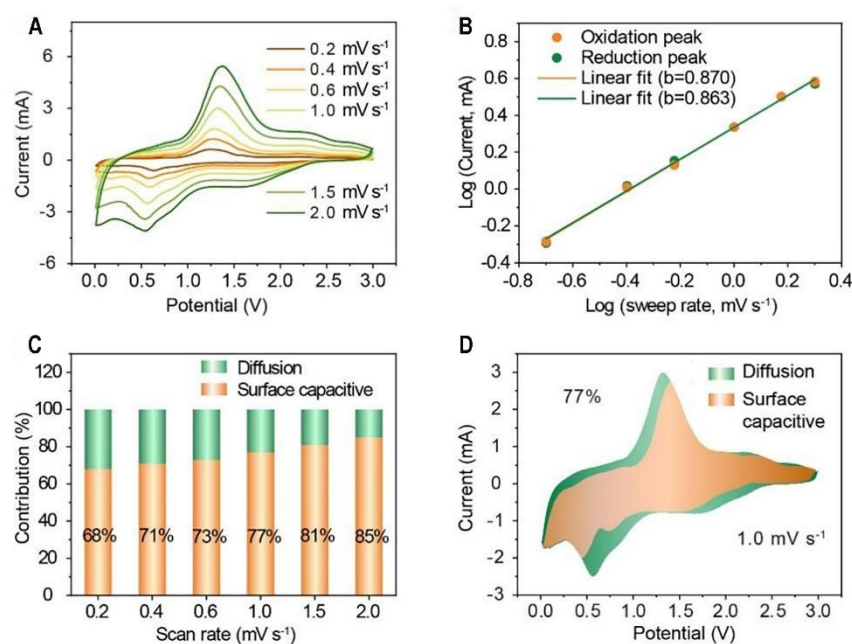 A
0.2 mV s⁻¹
0.4 mV s⁻¹
0.6 mV s⁻¹
1.0 mV s⁻¹
1.5 mV s⁻¹
2.0 mV s⁻¹
6
3
0
-3
-6
Current (mA)
0.0 0.5 1.0 1.5 2.0 2.5 3.0
Potential (V)
B
Oxidation peak
Reduction peak
Linear fit (b=0.870)
Linear fit (b=0.863)
1.0
0.8
0.6
0.4
0.2
0.0
-0.2
-0.4
Log (Current, mA)
-0.8 -0.6 -0.4 -0.2 0.0 0.2 0.4
Log (sweep rate, mV s⁻¹)
C
Diffusion
Surface capacitive
120
100
80
60
40
20
0
Contribution (%)
68% 71% 73% 77% 81% 85%
0.2 0.4 0.6 1.0 1.5 2.0
Scan rate (mV s⁻¹)
D
Diffusion
Surface
capacitive
77%
1.0 mV s⁻¹
3
2
1
0
-1
-2
-3
Current (mA)
0.0 0.5 1.0 1.5 2.0 2.5 3.0
Potential (V)